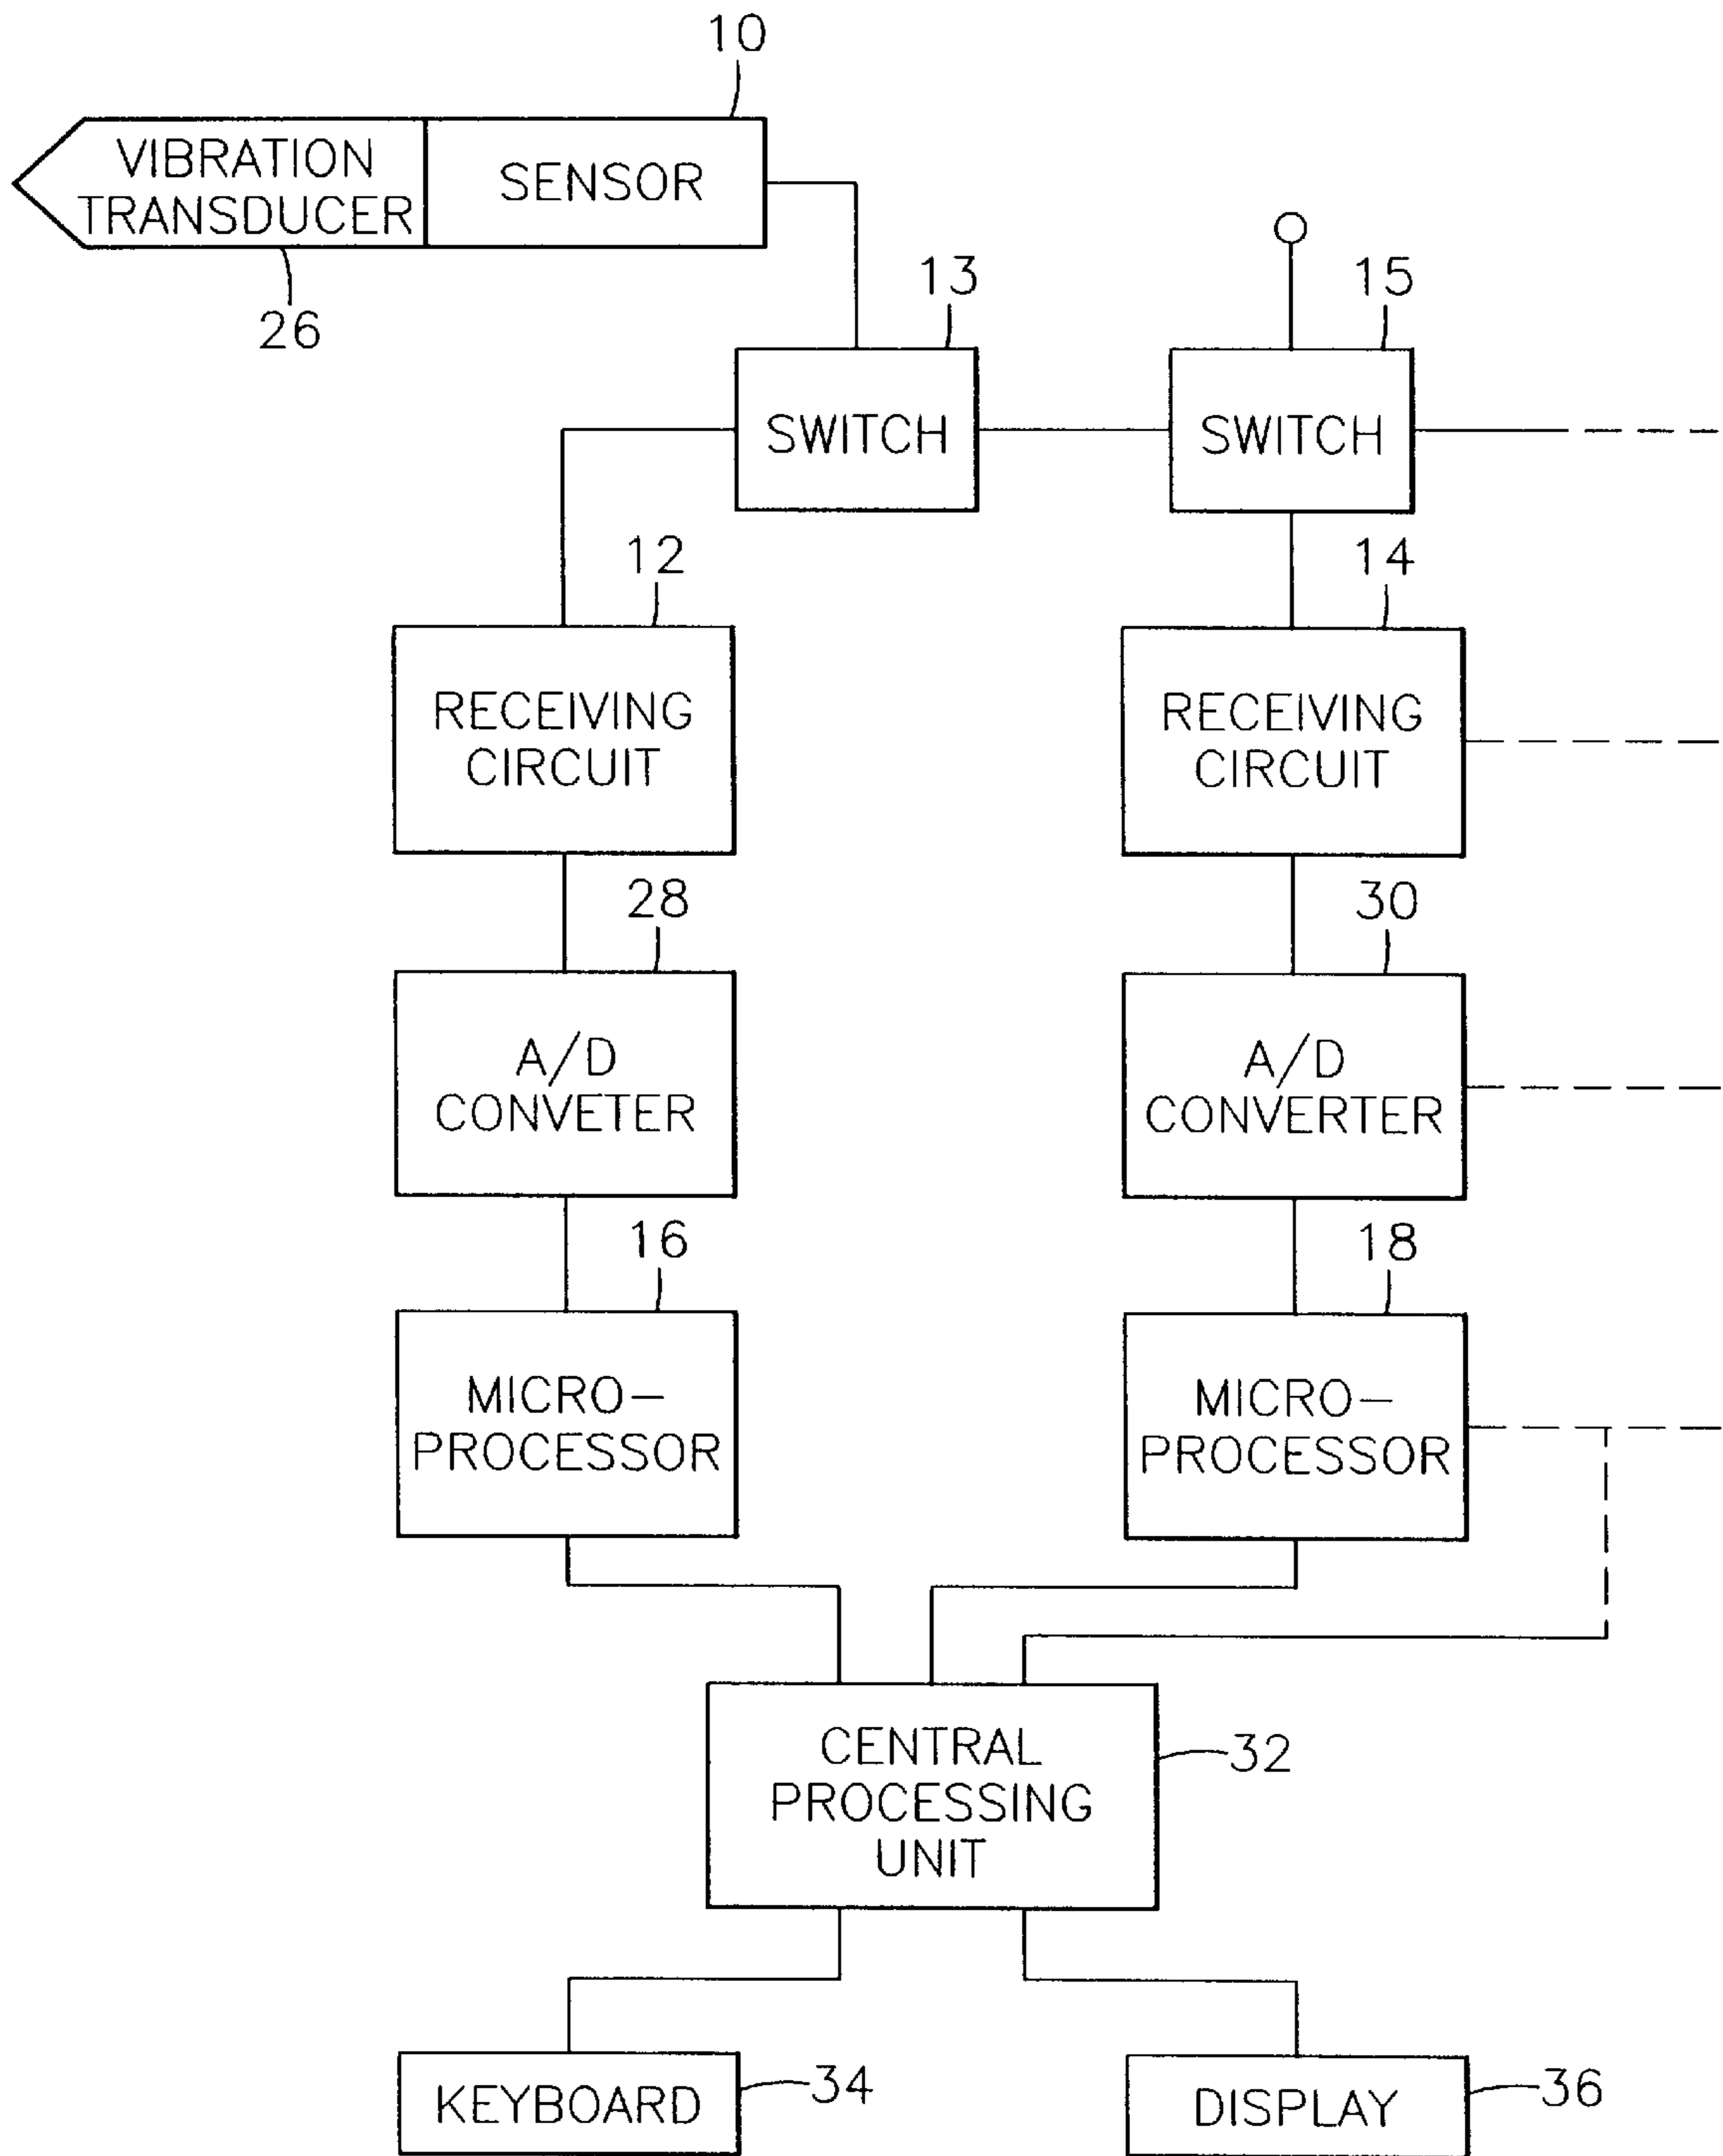 10
VIBRATION
TRANSDUCER
SENSOR
26
13
15
SWITCH
SWITCH
12
14
RECEIVING
CIRCUIT
RECEIVING
CIRCUIT
28
30
A/D
CONVETER
A/D
CONVERTER
16
18
MICRO-
PROCESSOR
MICRO-
PROCESSOR
CENTRAL
PROCESSING
UNIT
32
KEYBOARD
34
DISPLAY
36